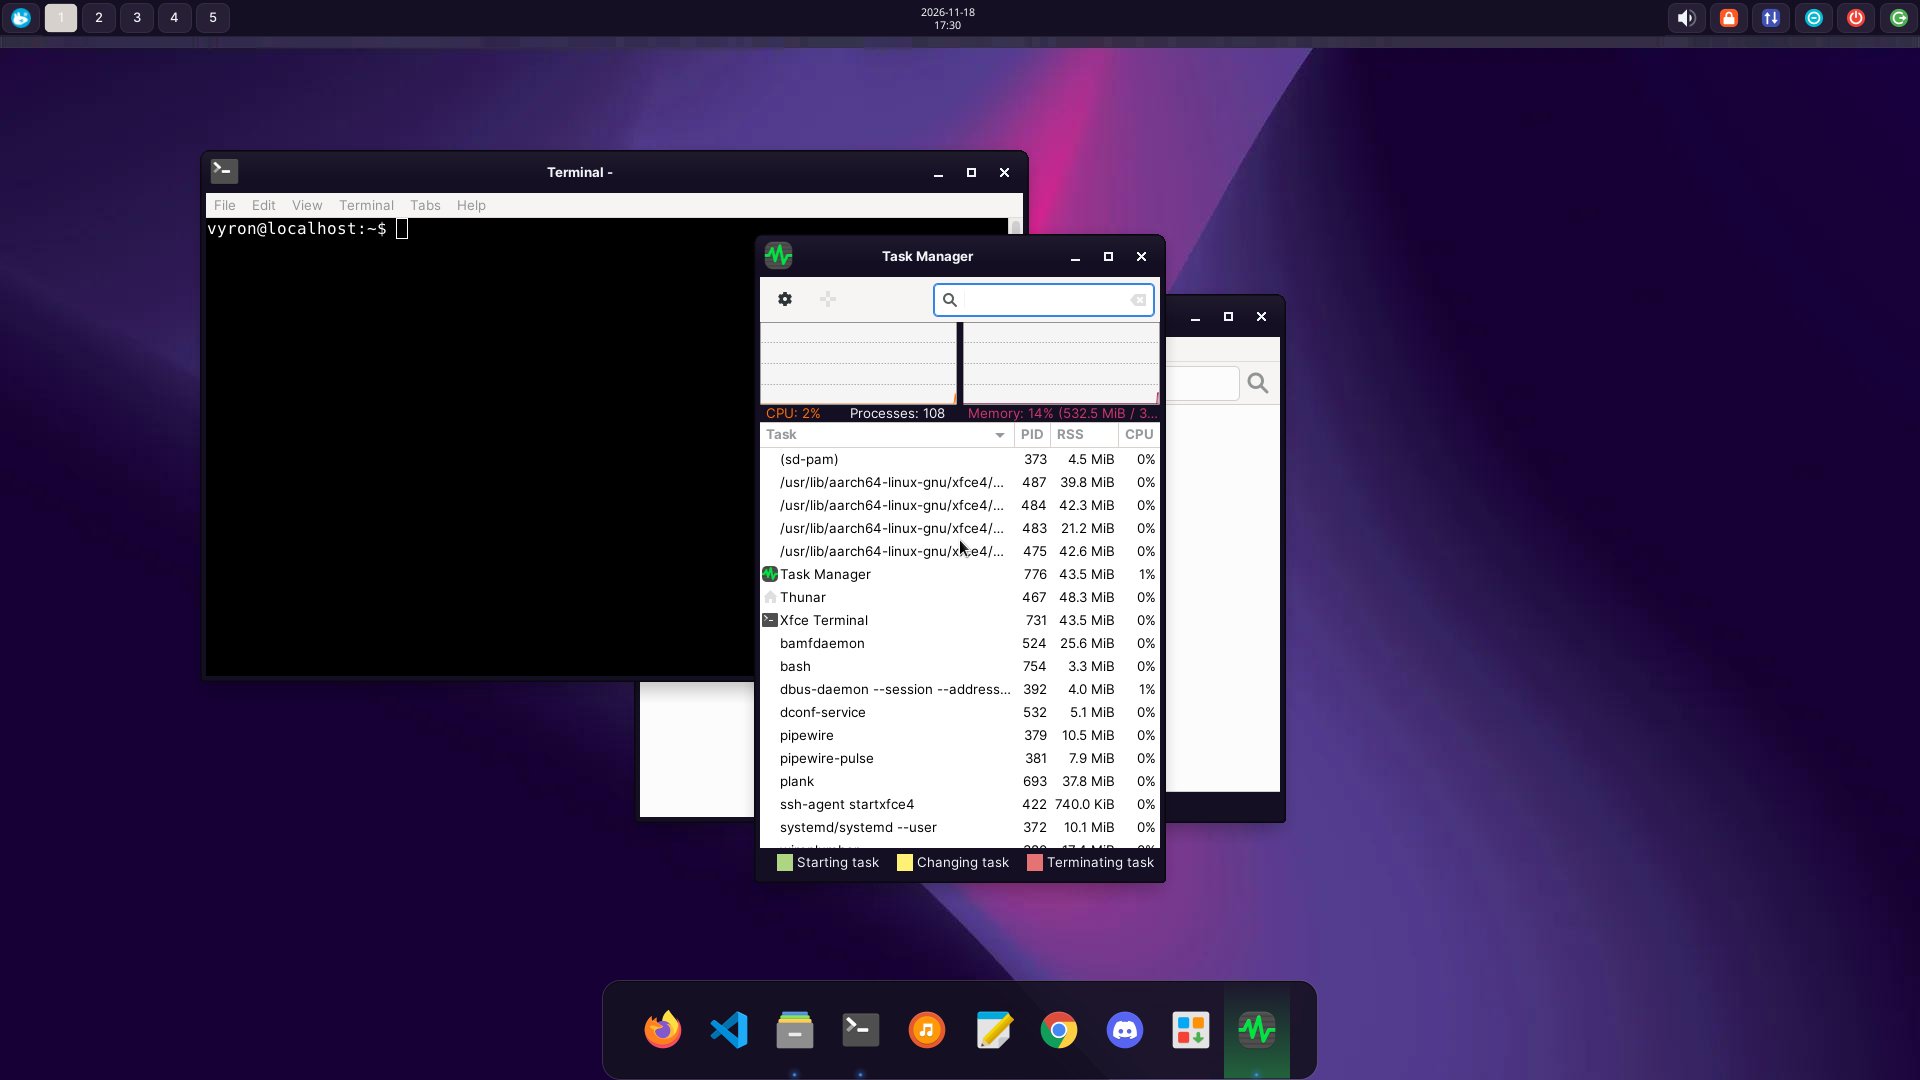 1 2 3 4 5
2026-11-18
17:30
Terminal -
File Edit View Terminal Tabs Help
vyron@localhost:~$
Task Manager
CPU: 2% Processes: 108 Memory: 14% (532.5 MiB / 3...
Task PID RSS CPU
(sd-pam) 373 4.5 MiB 0%
/usr/lib/aarch64-linux-gnu/xfce4/... 487 39.8 MiB 0%
/usr/lib/aarch64-linux-gnu/xfce4/... 484 42.3 MiB 0%
/usr/lib/aarch64-linux-gnu/xfce4/... 483 21.2 MiB 0%
/usr/lib/aarch64-linux-gnu/xfce4/... 475 42.6 MiB 0%
Task Manager 776 43.5 MiB 1%
Thunar 467 48.3 MiB 0%
Xfce Terminal 731 43.5 MiB 0%
bamfdaemon 524 25.6 MiB 0%
bash 754 3.3 MiB 0%
dbus-daemon --session --address... 392 4.0 MiB 1%
dconf-service 532 5.1 MiB 0%
pipewire 379 10.5 MiB 0%
pipewire-pulse 381 7.9 MiB 0%
plank 693 37.8 MiB 0%
ssh-agent startxfce4 422 740.0 KiB 0%
systemd/systemd --user 372 10.1 MiB 0%
Starting task Changing task Terminating task